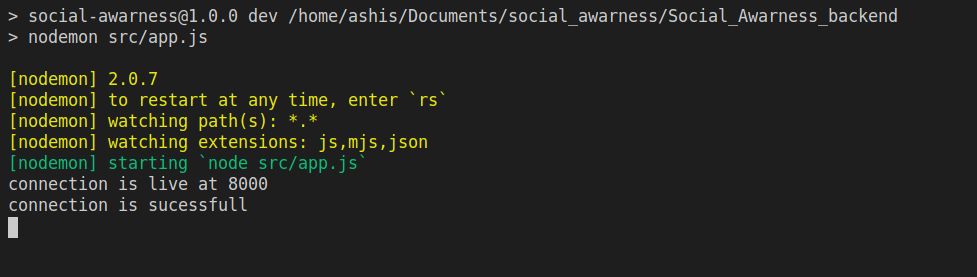 > social-awarness@1.0.0 dev /home/ashis/Documents/social_awarness/Social_Awarness_backend
> nodemon src/app.js
[nodemon] 2.0.7
[nodemon] to restart at any time, enter `rs`
[nodemon] watching path(s): *.*
[nodemon] watching extensions: js,mjs,json
[nodemon] starting `node src/app.js`
connection is live at 8000
connection is sucessfull